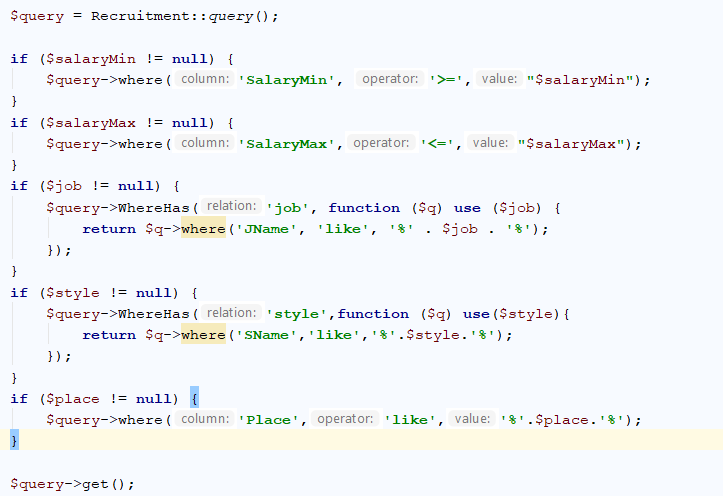 $query = Recruitment::query();
if ($salaryMin != null) {
$query->where( column: 'SalaryMin', operator: '>=', value: "$salaryMin");
}
if ($salaryMax != null) {
$query->where( column: 'SalaryMax', operator: '<=', value: "$salaryMax");
}
if ($job != null) {
$query->WhereHas( relation: 'job', function ($q) use ($job) {
return $q->where('JName', 'like', '%' . $job . '%');
});
}
if ($style != null) {
$query->WhereHas( relation: 'style',function ($q) use($style){
return $q->where('SName','like','%'.$style.'%');
});
}
if ($place != null) {
$query->where( column: 'Place', operator: 'like', value: '%'.$place.'%');
}
$query->get();